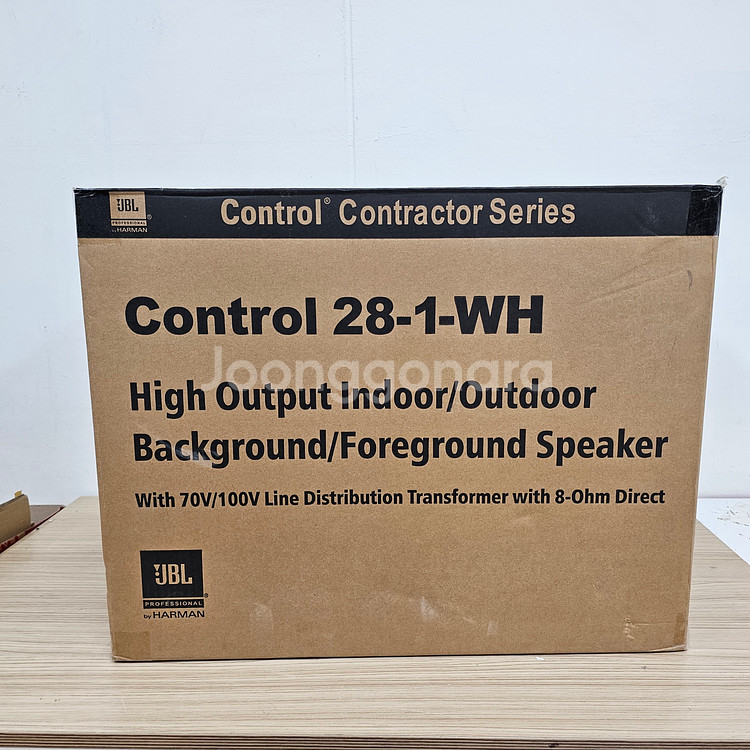 JBL
PROFESSIONAL
by HARMAN
Control® Contractor Series
Control 28-1-WH
Joonggonara
High Output Indoor/Outdoor
Background/Foreground Speaker
With 70V/100V Line Distribution Transformer with 8-Ohm Direct
JBL
PROFESSIONAL®
by HARMAN